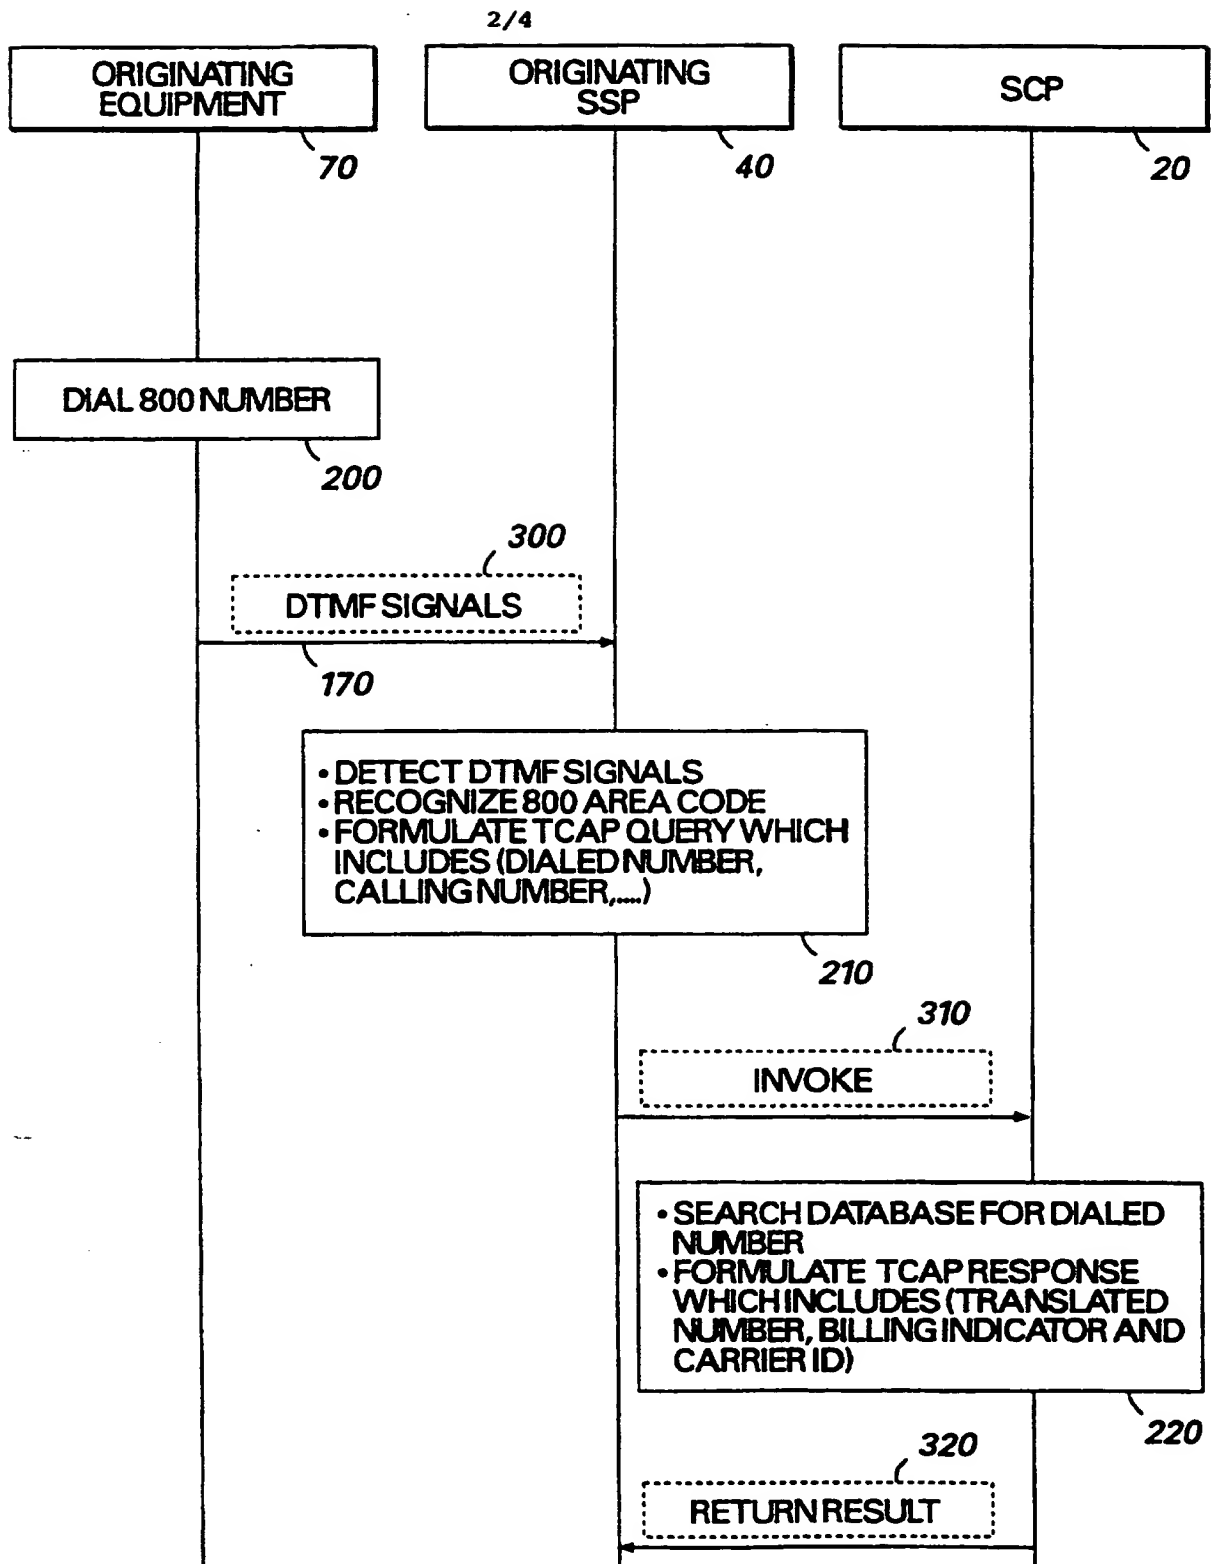 2/4
ORIGINATING
EQUIPMENT
70
ORIGINATING
SSP
40
SCP
20
DIAL 800 NUMBER
200
300
DTMF SIGNALS
170
• DETECT DTMF SIGNALS
• RECOGNIZE 800 AREA CODE
• FORMULATE TCAP QUERY WHICH
INCLUDES (DIALED NUMBER,
CALLING NUMBER,.....)
210
310
INVOKE
• SEARCH DATABASE FOR DIALED
NUMBER
• FORMULATE TCAP RESPONSE
WHICH INCLUDES (TRANSLATED
NUMBER, BILLING INDICATOR AND
CARRIER ID)
220
320
RETURN RESULT